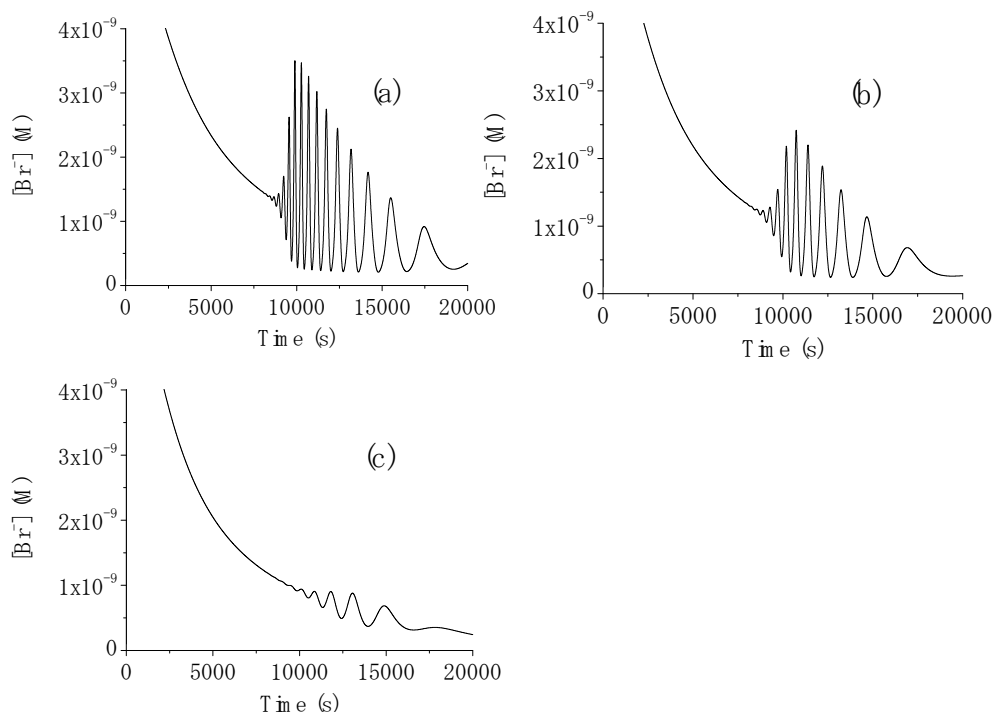 4x10⁻⁹
3x10⁻⁹
2x10⁻⁹
1x10⁻⁹
0
[Br⁻] (M)
(a)
0 5000 10000 15000 20000
Time (s)
4x10⁻⁹
3x10⁻⁹
2x10⁻⁹
1x10⁻⁹
0
[Br⁻] (M)
(b)
0 5000 10000 15000 20000
Time (s)
4x10⁻⁹
3x10⁻⁹
2x10⁻⁹
1x10⁻⁹
0
[Br⁻] (M)
(c)
0 5000 10000 15000 20000
Time (s)